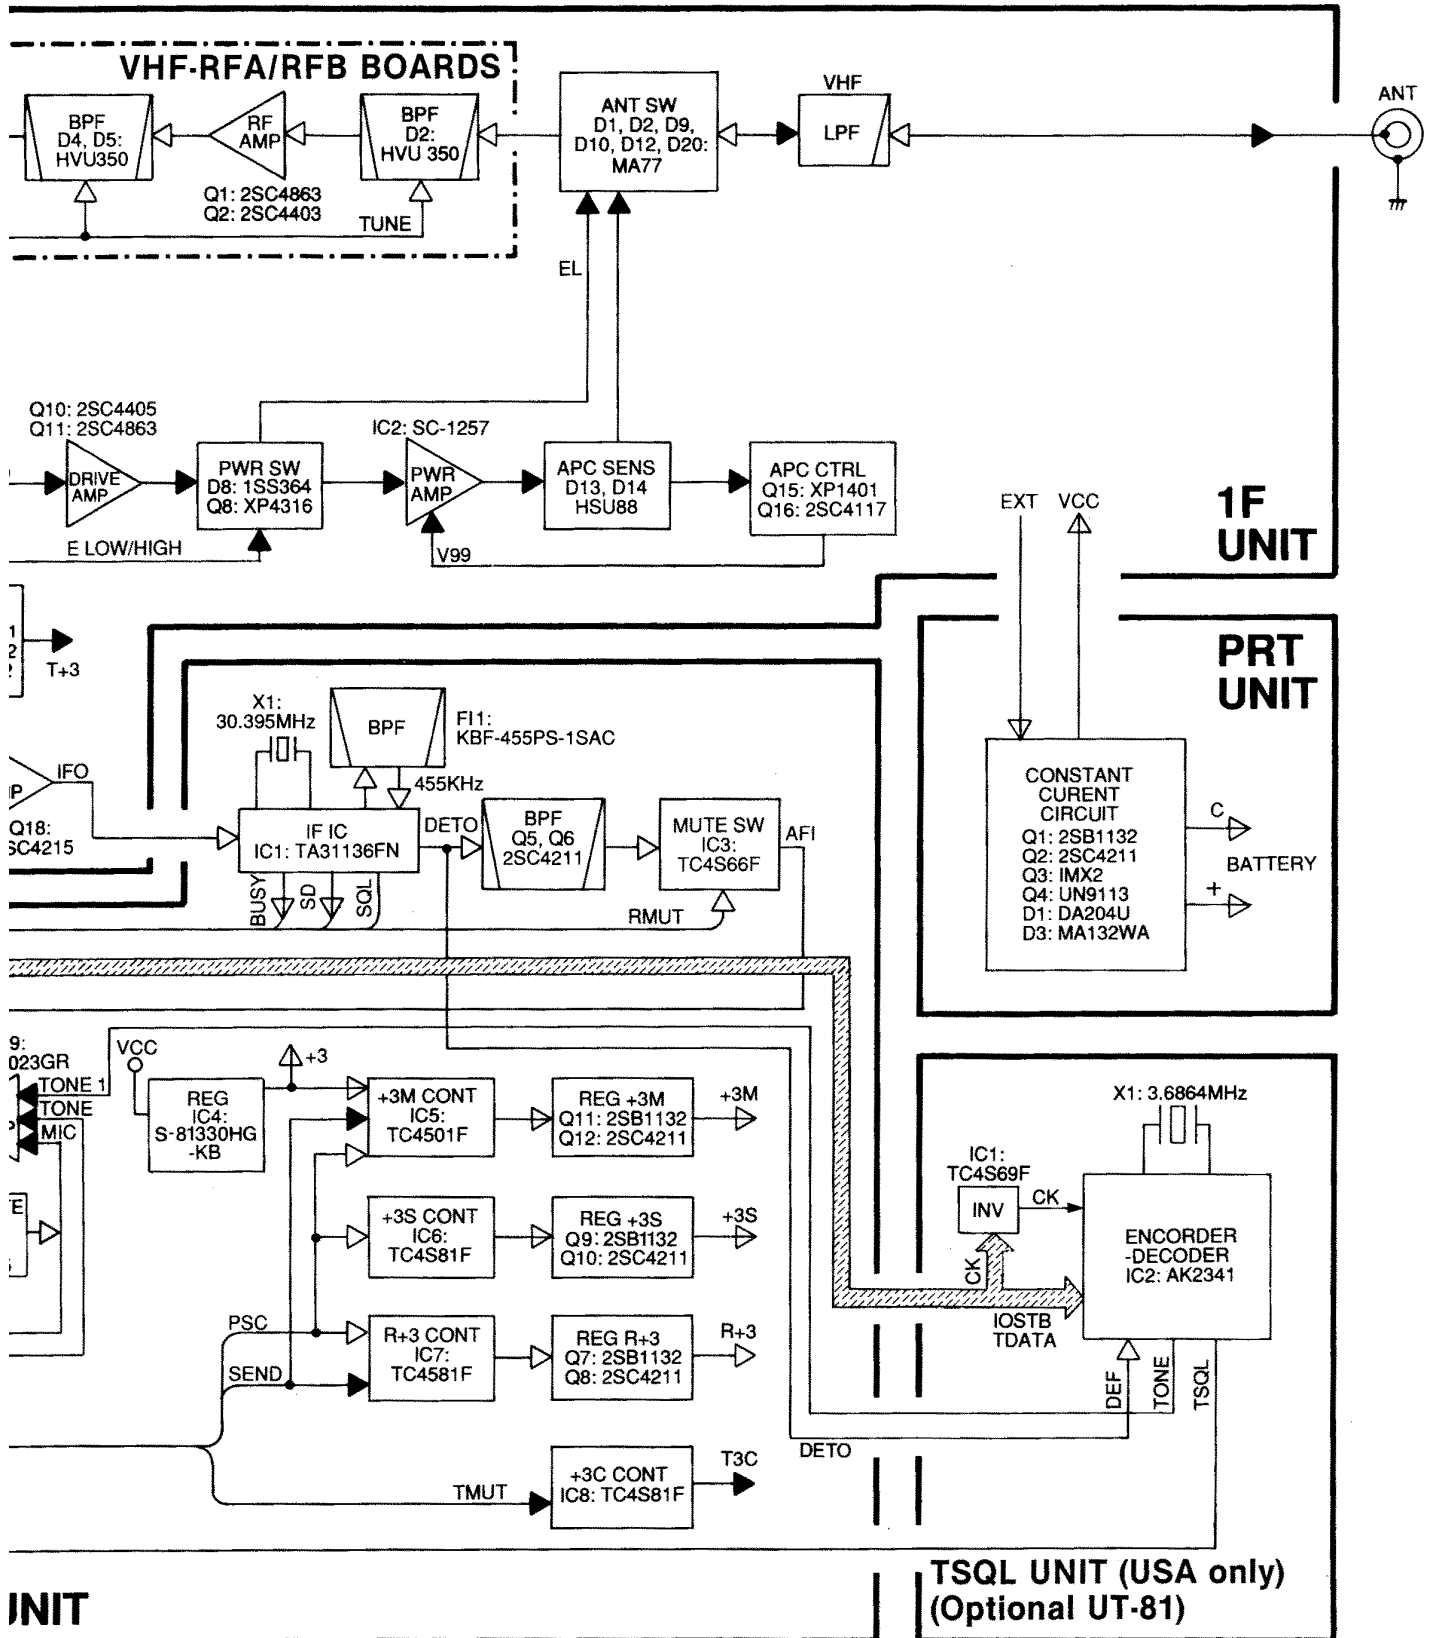 VHF-RFA/RFB BOARDS
BPF
D4, D5:
HVU350
RF
AMP
Q1: 2SC4863
Q2: 2SC4403
BPF
D2:
HVU 350
TUNE
ANT SW
D1, D2, D9,
D10, D12, D20:
MA77
VHF
LPF
ANT
EL
Q10: 2SC4405
Q11: 2SC4863
DRIVE
AMP
PWR SW
D8: 1SS364
Q8: XP4316
E LOW/HIGH
IC2: SC-1257
PWR
AMP
V99
APC SENS
D13, D14
HSU88
APC CTRL
Q15: XP1401
Q16: 2SC4117
1F
UNIT
EXT
VCC
T+3
PRT
UNIT
X1:
30.395MHz
BPF
FI1:
KBF-455PS-1SAC
455KHz
IFO
Q18:
SC4215
IF IC
IC1: TA31136FN
DETO
BPF
Q5, Q6
2SC4211
MUTE SW
IC3:
TC4S66F
AFI
BUSY
SD
SQL
RMUT
CONSTANT
CURENT
CIRCUIT
Q1: 2SB1132
Q2: 2SC4211
Q3: IMX2
Q4: UN9113
D1: DA204U
D3: MA132WA
C
BATTERY
+
9:
023GR
TONE 1
TONE
MIC
VCC
REG
IC4:
S-81330HG
-KB
+3
+3M CONT
IC5:
TC4501F
REG +3M
Q11: 2SB1132
Q12: 2SC4211
+3M
+3S CONT
IC6:
TC4S81F
REG +3S
Q9: 2SB1132
Q10: 2SC4211
+3S
PSC
SEND
R+3 CONT
IC7:
TC4581F
REG R+3
Q7: 2SB1132
Q8: 2SC4211
R+3
TMUT
+3C CONT
IC8: TC4S81F
T3C
DETO
X1: 3.6864MHz
IC1:
TC4S69F
INV
CK
CK
ENCORDER
-DECODER
IC2: AK2341
IOSTB
TDATA
DEF
TONE
TSQL
TSQL UNIT (USA only)
(Optional UT-81)
UNIT